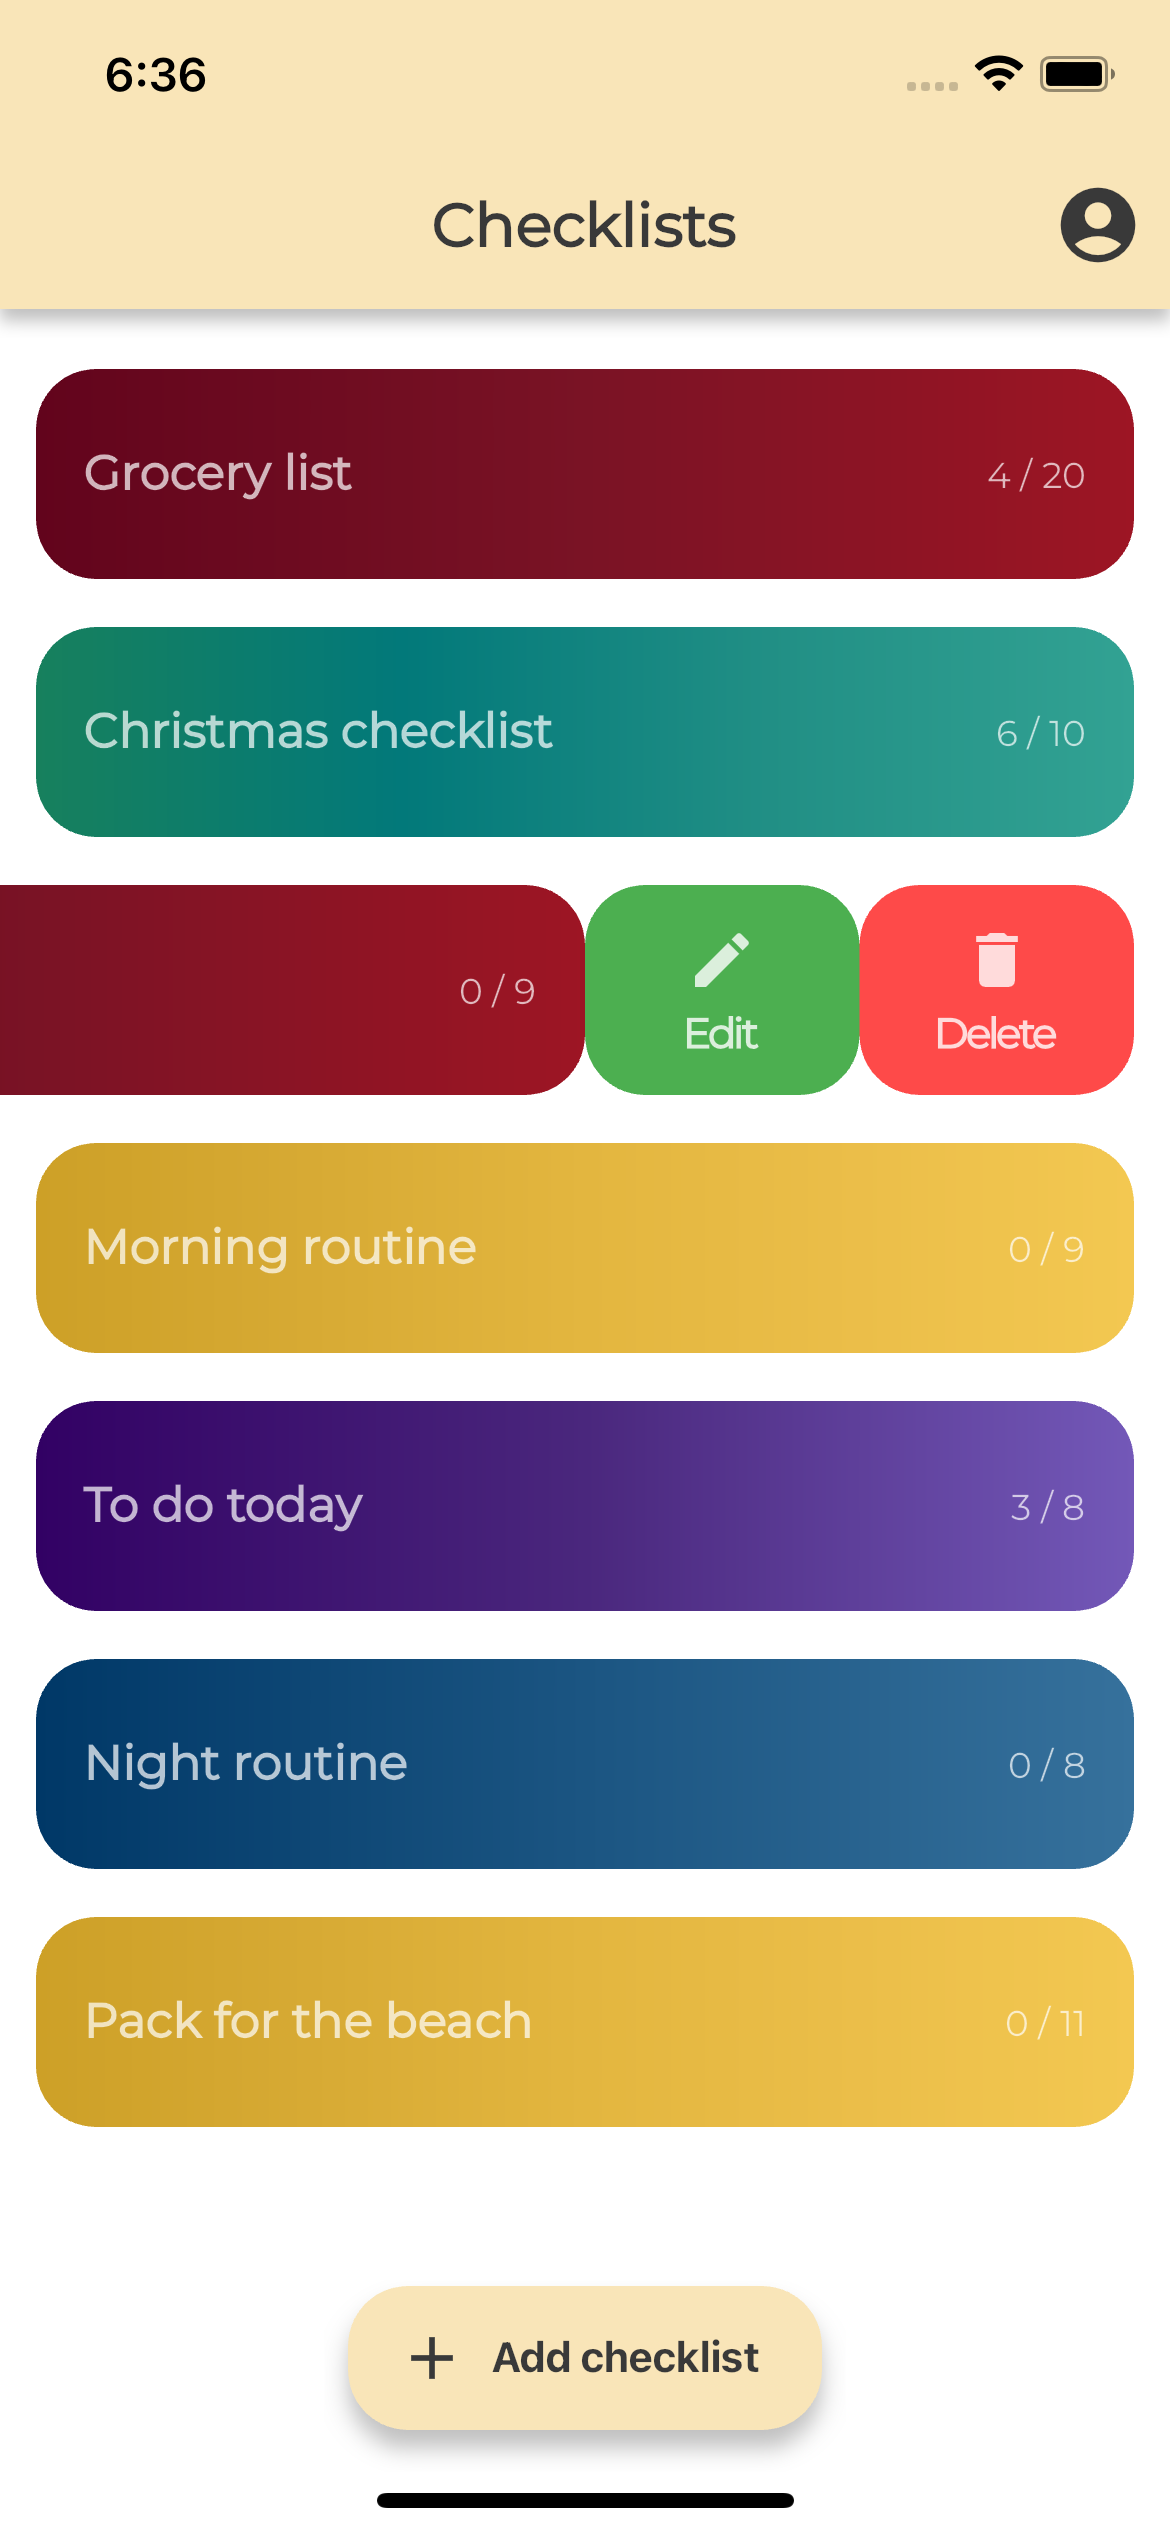 6:36
Checklists
Grocery list 4 / 20
Christmas checklist 6 / 10
0 / 9 Edit Delete
Morning routine 0 / 9
To do today 3 / 8
Night routine 0 / 8
Pack for the beach 0 / 11
Add checklist